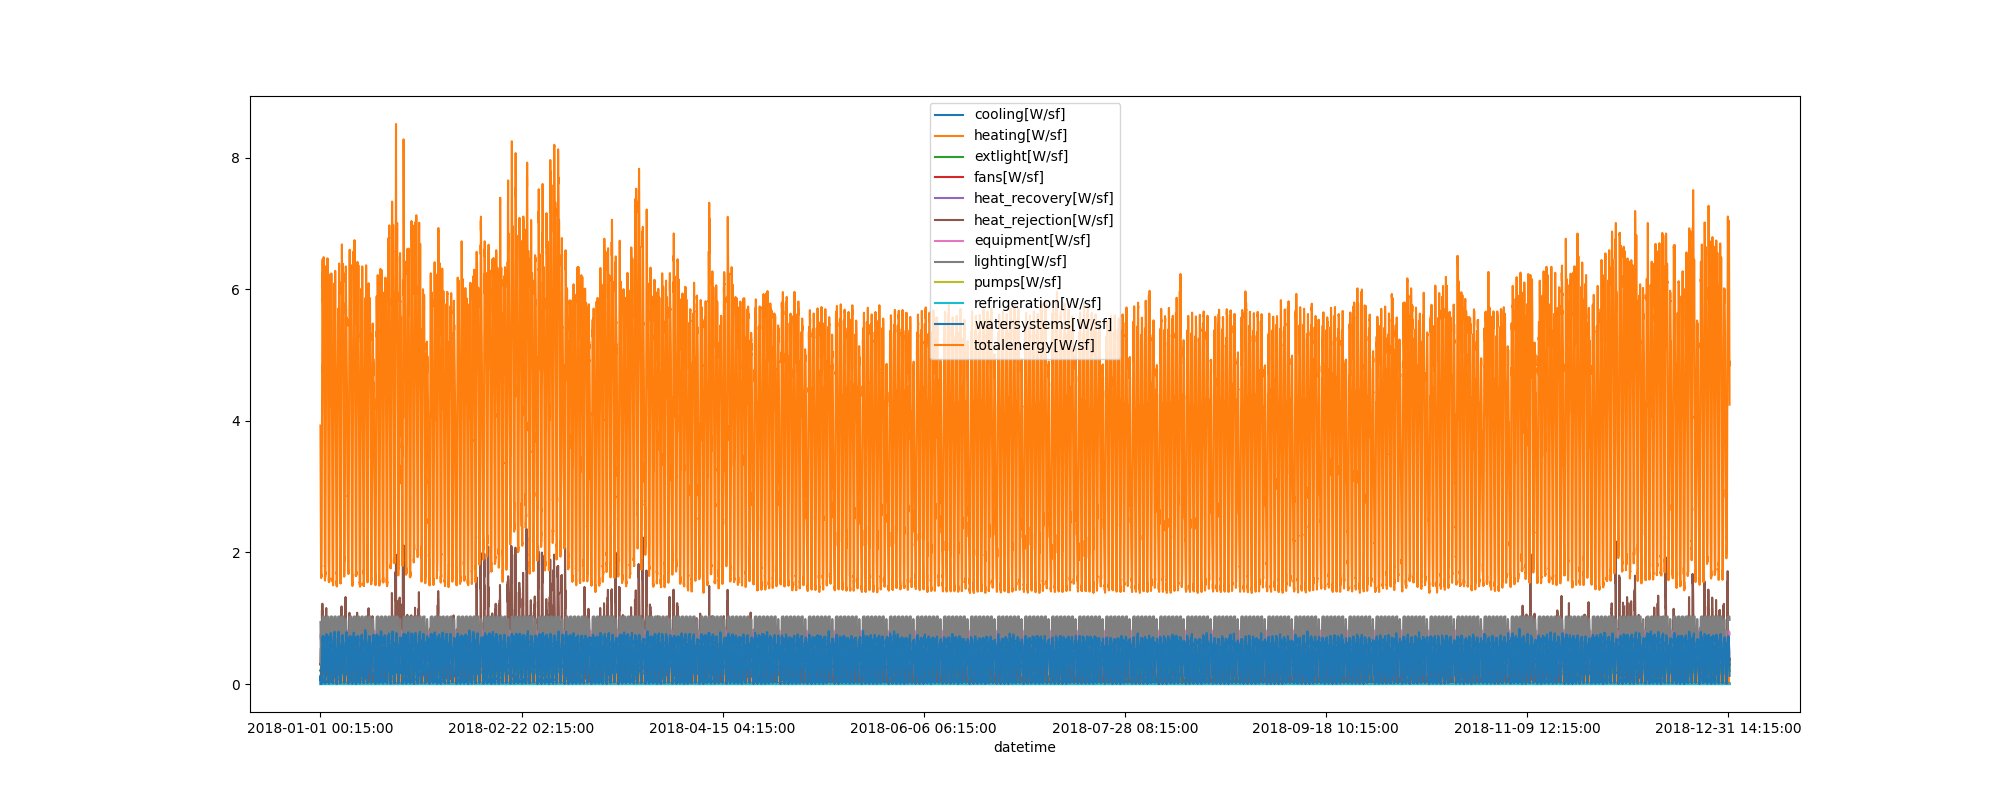 cooling[W/sf]
heating[W/sf]
extlight[W/sf]
fans[W/sf]
heat_recovery[W/sf]
heat_rejection[W/sf]
equipment[W/sf]
lighting[W/sf]
pumps[W/sf]
refrigeration[W/sf]
watersystems[W/sf]
totalenergy[W/sf]
8
6
4
2
0
2018-01-01 00:15:00 2018-02-22 02:15:00 2018-04-15 04:15:00 2018-06-06 06:15:00 2018-07-28 08:15:00 2018-09-18 10:15:00 2018-11-09 12:15:00 2018-12-31 14:15:00
datetime